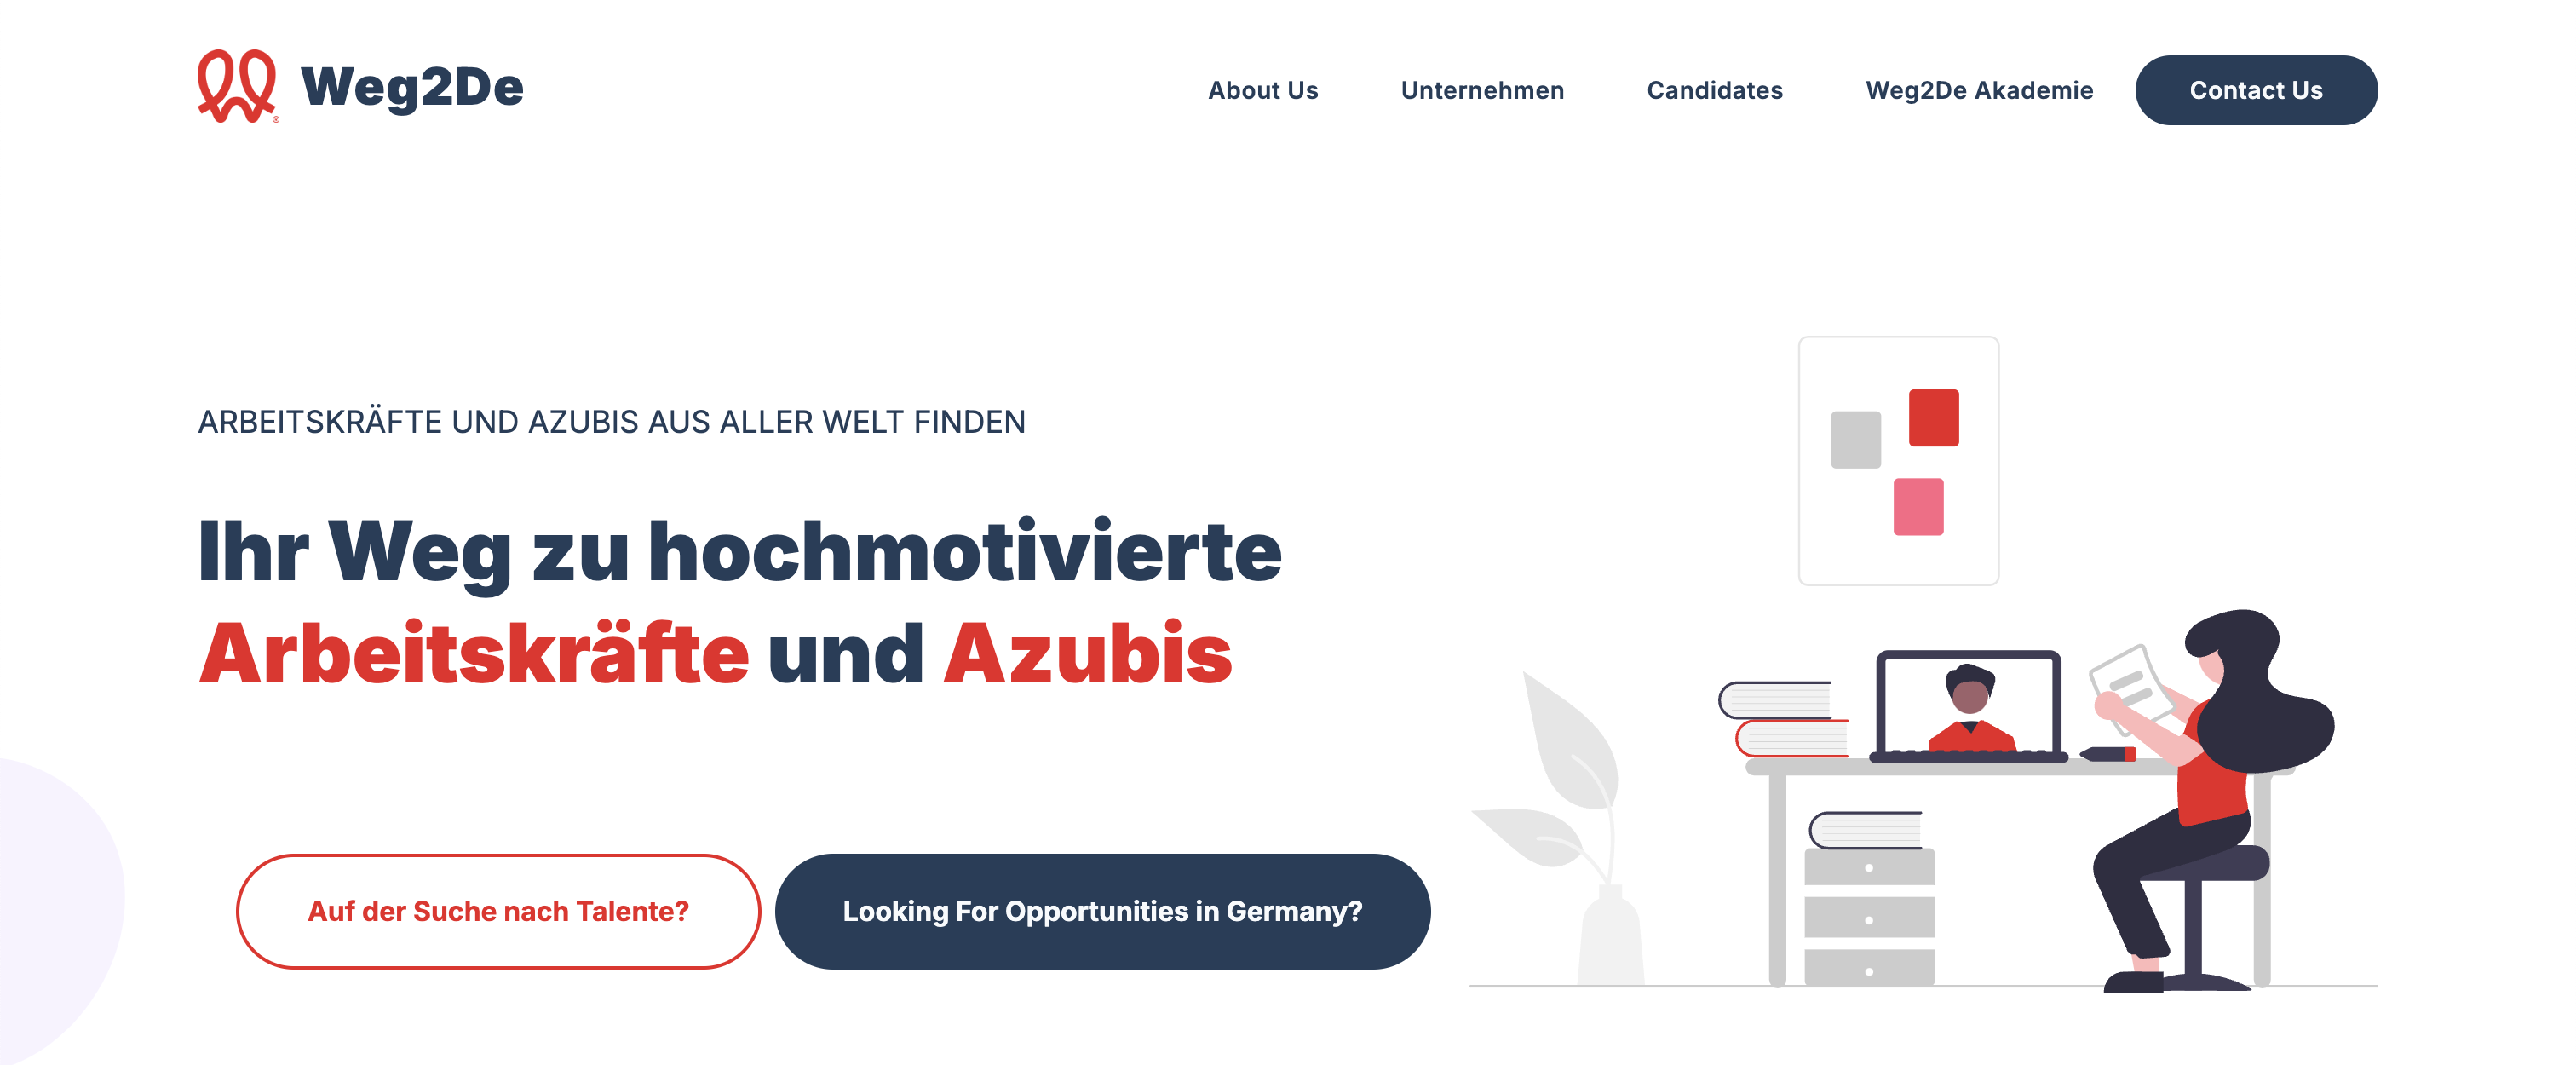 Weg2De
About Us
Unternehmen
Candidates
Weg2De Akademie
Contact Us
ARBEITSKRÄFTE UND AZUBIS AUS ALLER WELT FINDEN
Ihr Weg zu hochmotivierte
Arbeitskräfte und Azubis
Auf der Suche nach Talente?
Looking For Opportunities in Germany?